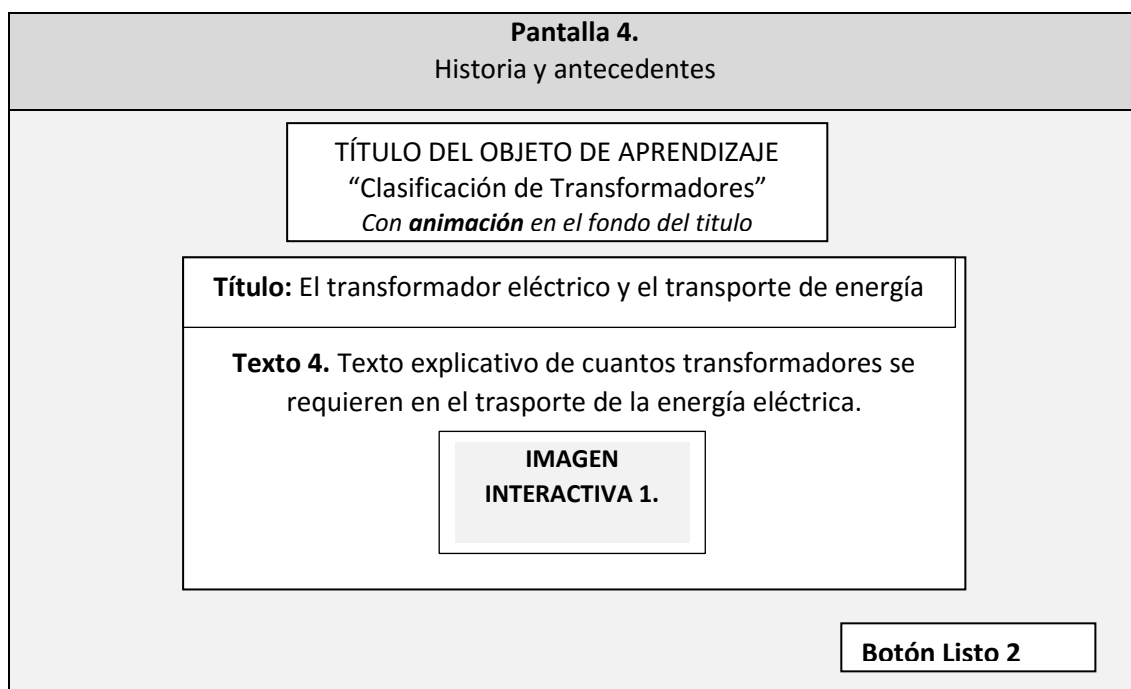 Pantalla 4.
Historia y antecedentes
TÍTULO DEL OBJETO DE APRENDIZAJE
“Clasificación de Transformadores”
Con animación en el fondo del titulo
Título: El transformador eléctrico y el transporte de energía
Texto 4. Texto explicativo de cuantos transformadores se
requieren en el trasporte de la energía eléctrica.
IMAGEN
INTERACTIVA 1.
Botón Listo 2